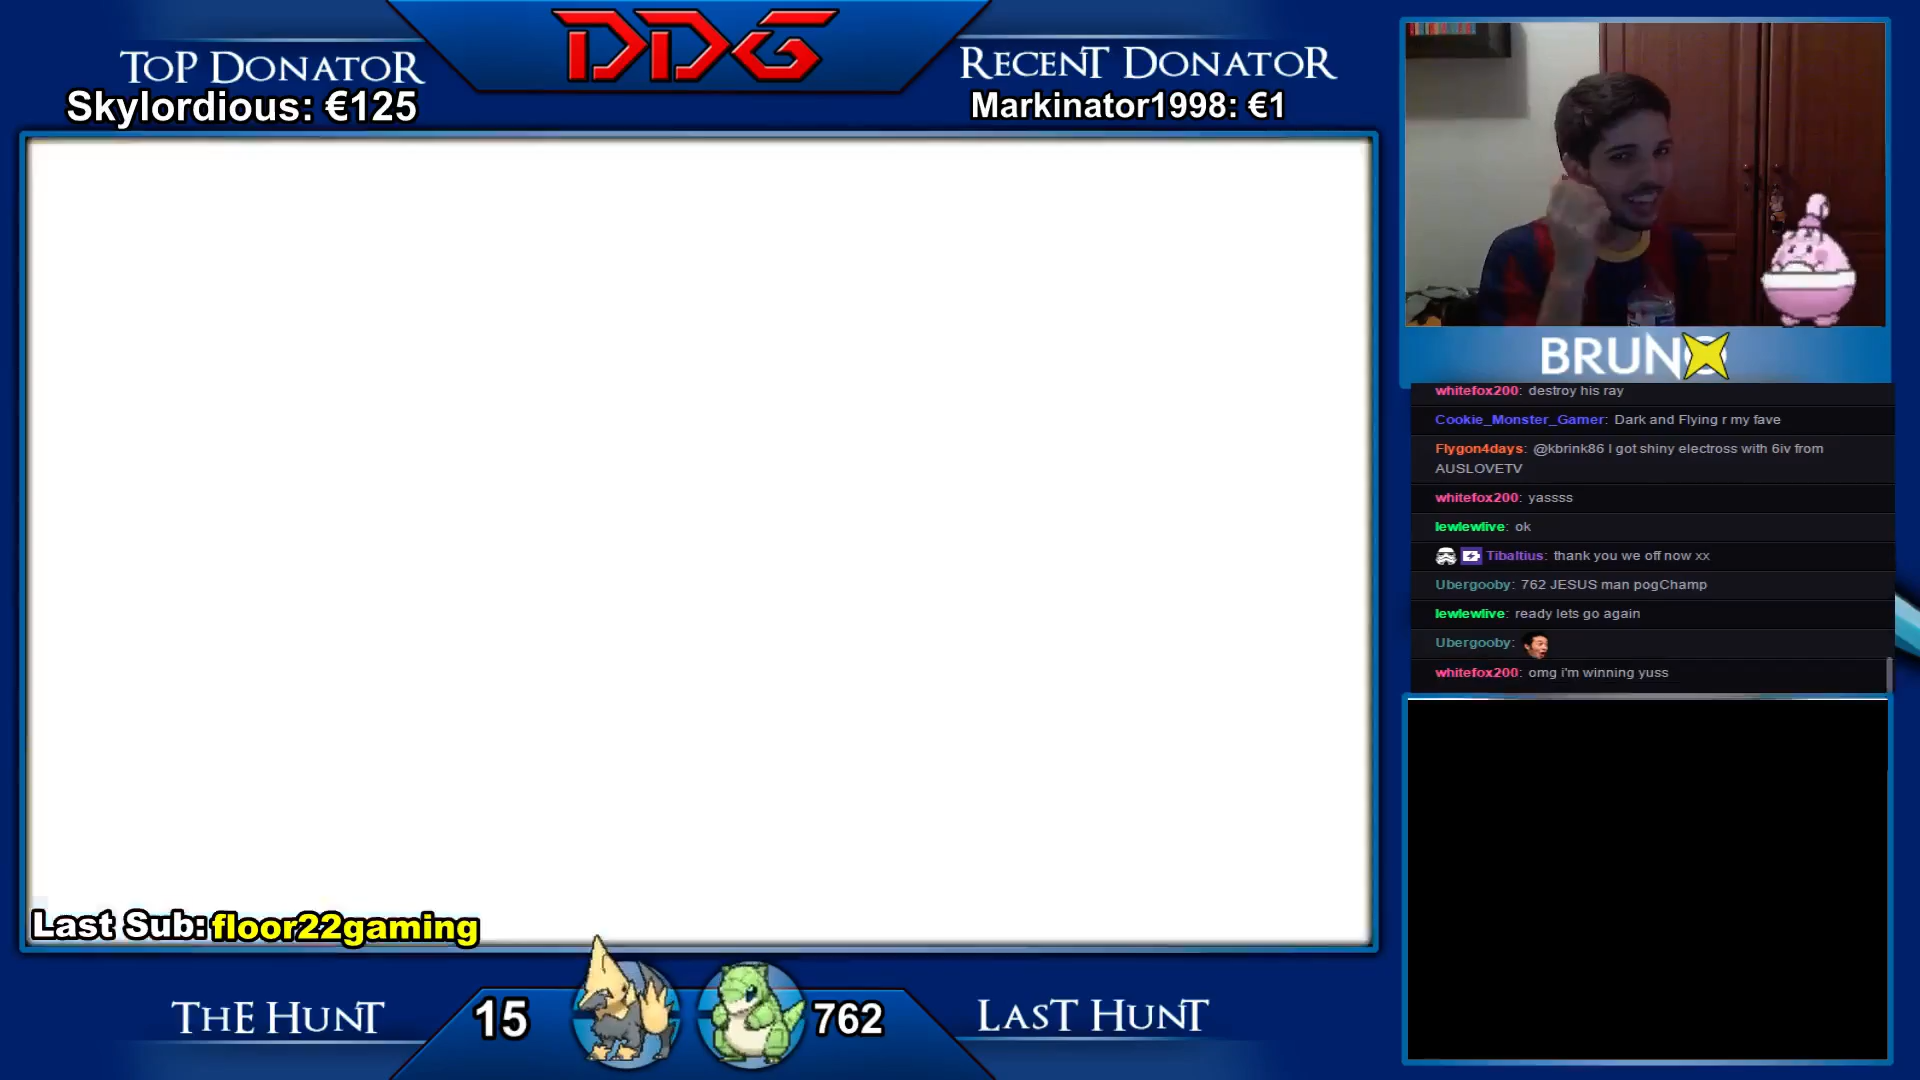 TOP DONATOR
Skylordious: €125
DDG
RECENT DONATOR
Markinator1998: €1
BRUNO
whitefox200: destroy his ray
Cookie_Monster_Gamer: Dark and Flying r my fave
Flygon4days: @kbrink86 I got shiny electross with 6iv from
AUSLOVETV
whitefox200: yassss
lewlewlive: ok
Tibaltius: thank you we off now xx
Ubergooby: 762 JESUS man pogChamp
lewlewlive: ready lets go again
Ubergooby:
whitefox200: omg i'm winning yuss
Last Sub: floor22gaming
THE HUNT
15
762
LAST HUNT